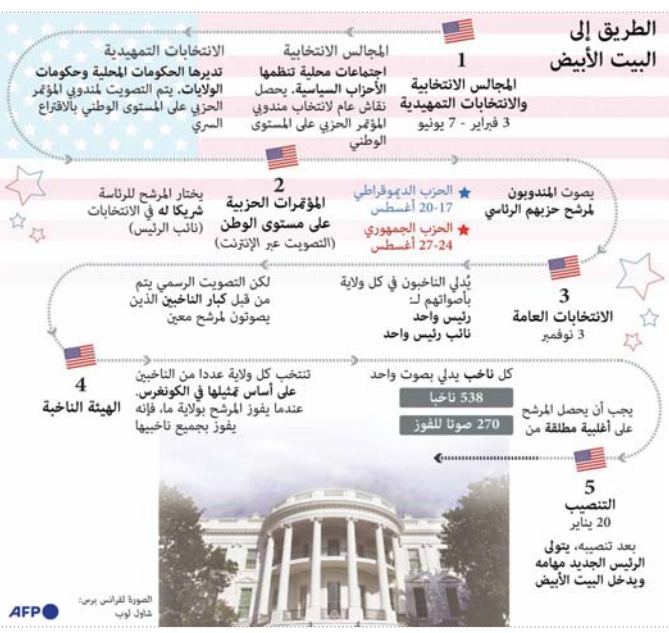 الطريق إلى
البيت الأبيض
1
المجالس الانتخابية
والانتخابات التمهيدية
3 فبراير - 7 يونيو
المجالس الانتخابية
اجتماعات محلية تنظمها
الأحزاب السياسية. يحصل
نقاش عام لانتخاب مندوبي
المؤتمر الحزبي على المستوى
الوطني
الانتخابات التمهيدية
تديرها الحكومات المحلية وحكومات
الولايات. يتم التصويت لمندوبي المؤتمر
الحزبي على المستوى الوطني بالاقتراع
السري
يصوت المندوبون
لمرشح حزبهم الرئاسي
الحزب الديموقراطي
17-20 أغسطس
الحزب الجمهوري
24-27 أغسطس
2
المؤتمرات الحزبية
على مستوى الوطن
(التصويت عبر الإنترنت)
يختار المرشح للرئاسة
شريكا له في الانتخابات
(نائب الرئيس)
3
الانتخابات العامة
3 نوفمبر
يُدلي الناخبون في كل ولاية
بأصواتهم لـ:
رئيس واحد
نائب رئيس واحد
لكن التصويت الرسمي يتم
من قبل كبار الناخبين الذين
يصوتون لمرشح معين
4
الهيئة الناخبة
تنتخب كل ولاية عددا من الناخبين
على أساس تمثيلها في الكونغرس.
عندما يفوز المرشح بولاية ما، فإنه
يفوز بجميع ناخبيها
كل ناخب يدلي بصوت واحد
538 ناخبا
270 صوتا للفوز
يجب أن يحصل المرشح
على أغلبية مطلقة من
5
التنصيب
20 يناير
بعد تنصيبه، يتولى
الرئيس الجديد مهامه
ويدخل البيت الأبيض
الصورة لفرانس برس:
شاول لوب
AFP